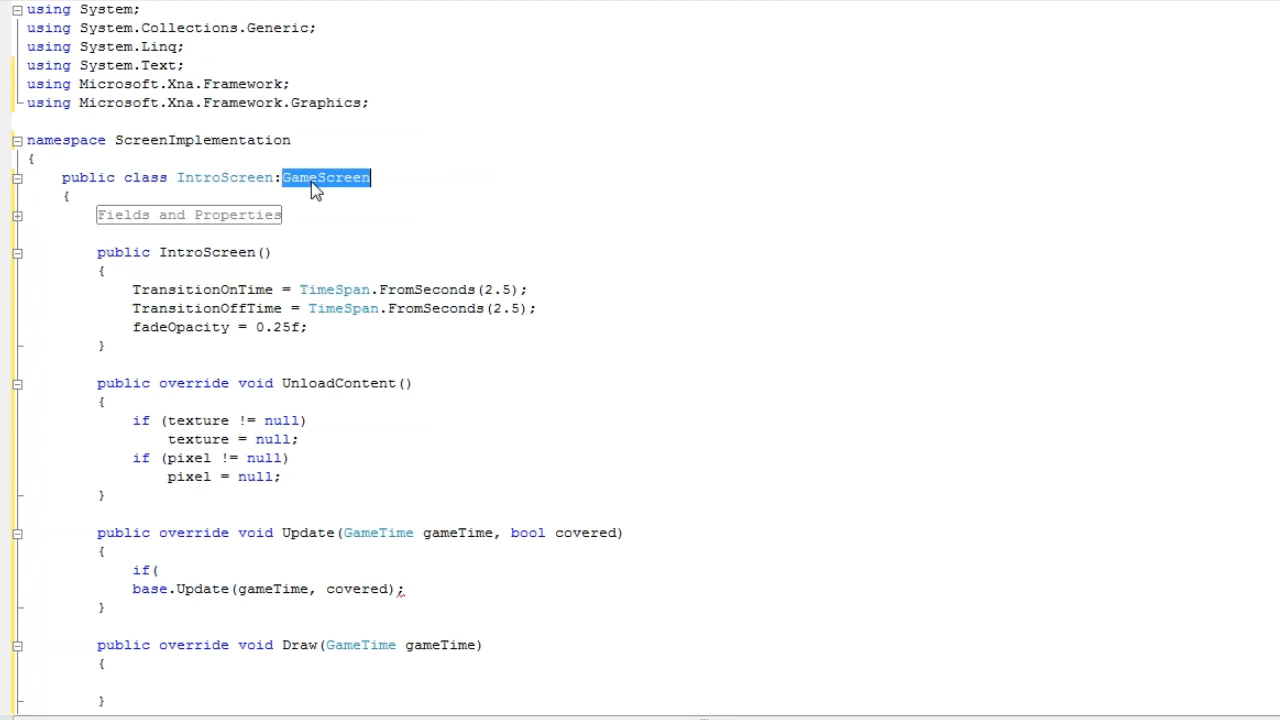 using System;
using System.Collections.Generic;
using System.Linq;
using System.Text;
using Microsoft.Xna.Framework;
using Microsoft.Xna.Framework.Graphics;
namespace ScreenImplementation
{
public class IntroScreen:GameScreen
{
Fields and Properties
public IntroScreen()
{
TransitionOnTime = TimeSpan.FromSeconds(2.5);
TransitionOffTime = TimeSpan.FromSeconds(2.5);
fadeOpacity = 0.25f;
}
public override void UnloadContent()
{
if (texture != null)
texture = null;
if (pixel != null)
pixel = null;
}
public override void Update(GameTime gameTime, bool covered)
{
if(
base.Update(gameTime, covered);
}
public override void Draw(GameTime gameTime)
{
}